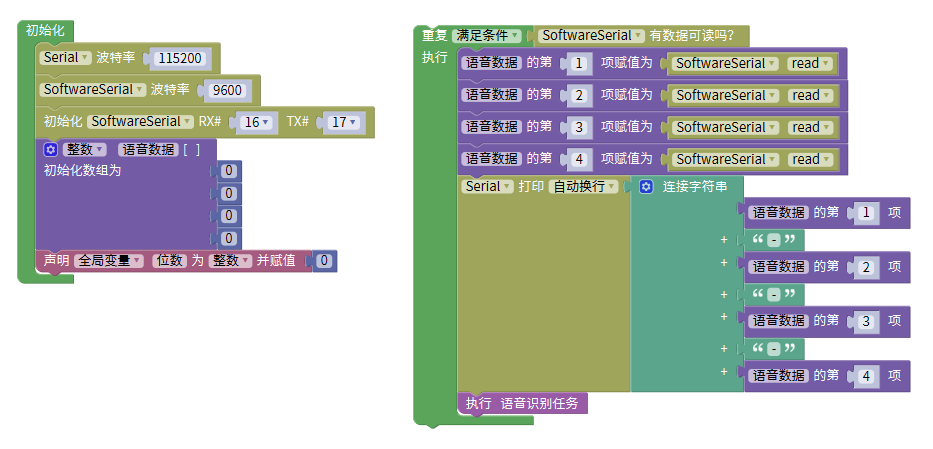 初始化
Serial 波特率 115200
SoftwareSerial 波特率 9600
初始化 SoftwareSerial RX# 16 TX# 17
整数 语音数据 [ ]
初始化数组为 0
0
0
0
声明 全局变量 位数 为 整数 并赋值 0
重复 满足条件 SoftwareSerial 有数据可读吗?
执行 语音数据 的第 1 项赋值为 SoftwareSerial read
语音数据 的第 2 项赋值为 SoftwareSerial read
语音数据 的第 3 项赋值为 SoftwareSerial read
语音数据 的第 4 项赋值为 SoftwareSerial read
Serial 打印 自动换行 连接字符串
语音数据 的第 1 项
+ “ - ”
+ 语音数据 的第 2 项
+ “ - ”
+ 语音数据 的第 3 项
+ “ - ”
+ 语音数据 的第 4 项
执行 语音识别任务